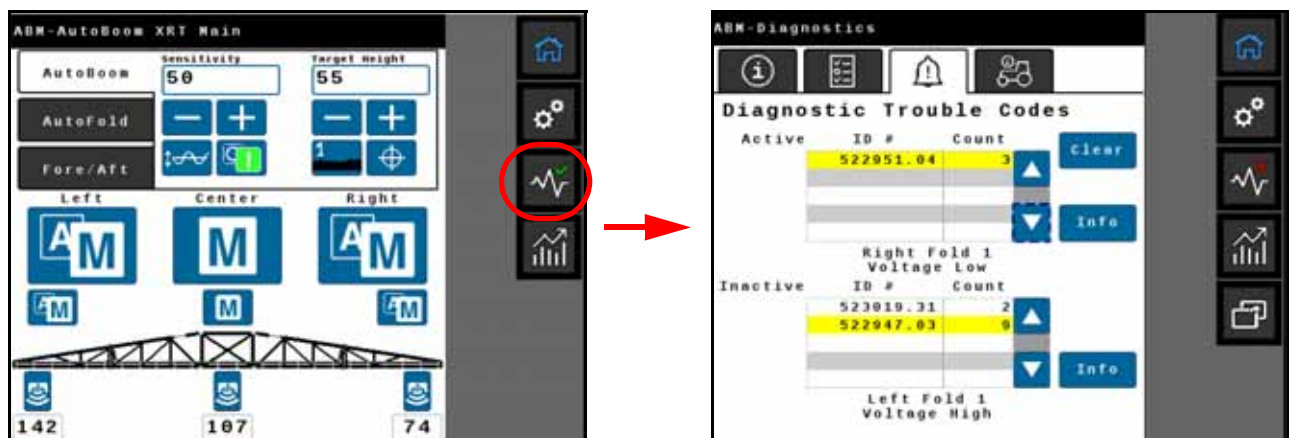 ABM-AutoBoom XRT Main
Sensitivity
Target Height
AutoBoom
50
55
AutoFold
1
Fore/Aft
Left
Center
Right
A M
M
A M
A M
M
A M
142
107
74
ABM-Diagnostics
Diagnostic Trouble Codes
Active ID # Count
Clear
522951.04 3
Info
Right Fold 1
Voltage Low
Inactive ID # Count
523019.31 2
522947.03 9
Info
Left Fold 1
Voltage High